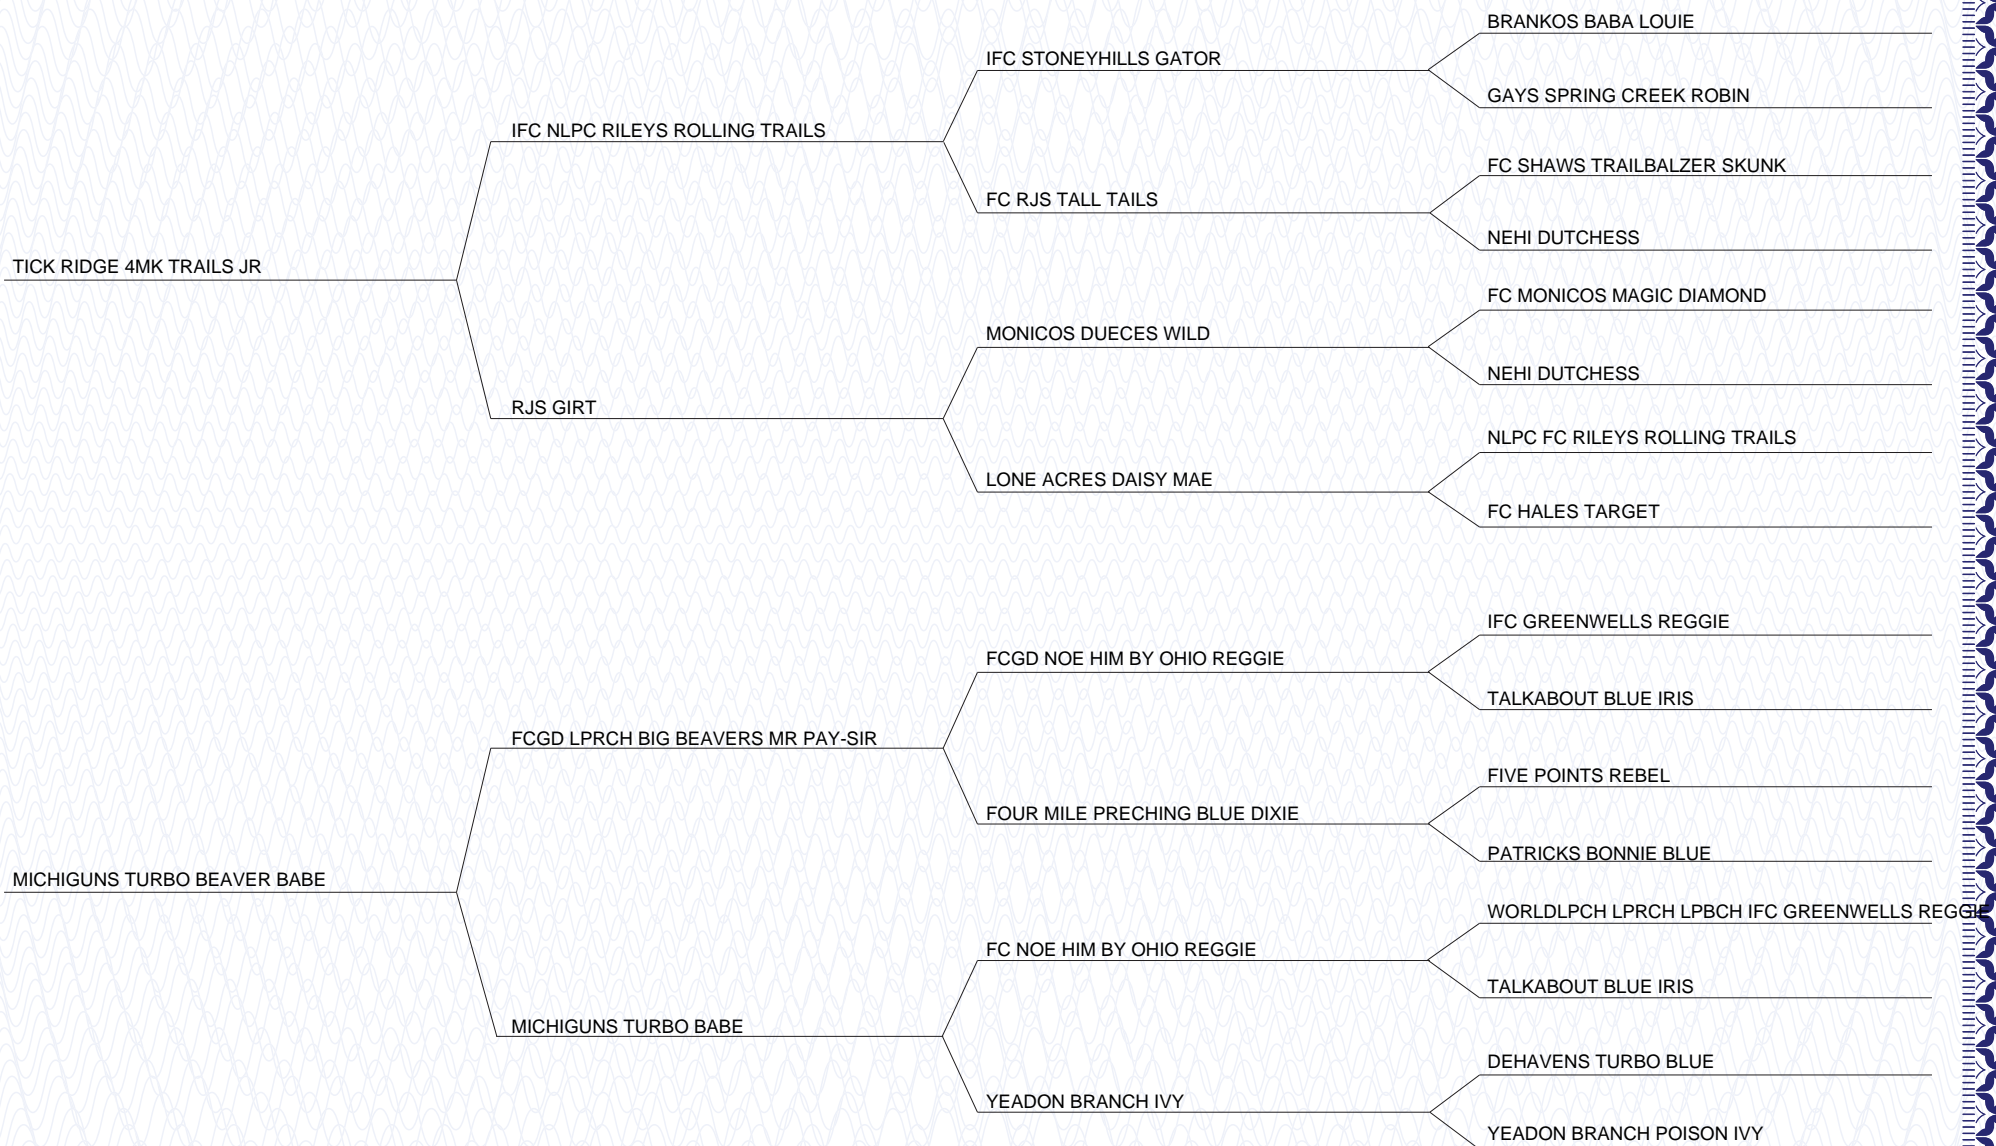 BRANKOS BABA LOUIE
IFC STONEYHILLS GATOR
GAYS SPRING CREEK ROBIN
IFC NLPC RILEYS ROLLING TRAILS
FC SHAWS TRAILBALZER SKUNK
FC RJS TALL TAILS
NEHI DUTCHESS
TICK RIDGE 4MK TRAILS JR
FC MONICOS MAGIC DIAMOND
MONICOS DUECES WILD
NEHI DUTCHESS
RJS GIRT
NLPC FC RILEYS ROLLING TRAILS
LONE ACRES DAISY MAE
FC HALES TARGET
IFC GREENWELLS REGGIE
FCGD NOE HIM BY OHIO REGGIE
TALKABOUT BLUE IRIS
FCGD LPRCH BIG BEAVERS MR PAY-SIR
FIVE POINTS REBEL
FOUR MILE PRECHING BLUE DIXIE
PATRICKS BONNIE BLUE
MICHIGUNS TURBO BEAVER BABE
WORLDLPCH LPRCH LPBCH IFC GREENWELLS REGGIE
FC NOE HIM BY OHIO REGGIE
TALKABOUT BLUE IRIS
MICHIGUNS TURBO BABE
DEHAVENS TURBO BLUE
YEADON BRANCH IVY
YEADON BRANCH POISON IVY